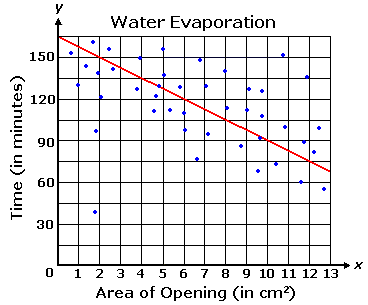 y
Water Evaporation
150
120
90
60
30
0
1 2 3 4 5 6 7 8 9 10 11 12 13
x
Time (in minutes)
Area of Opening (in cm²)